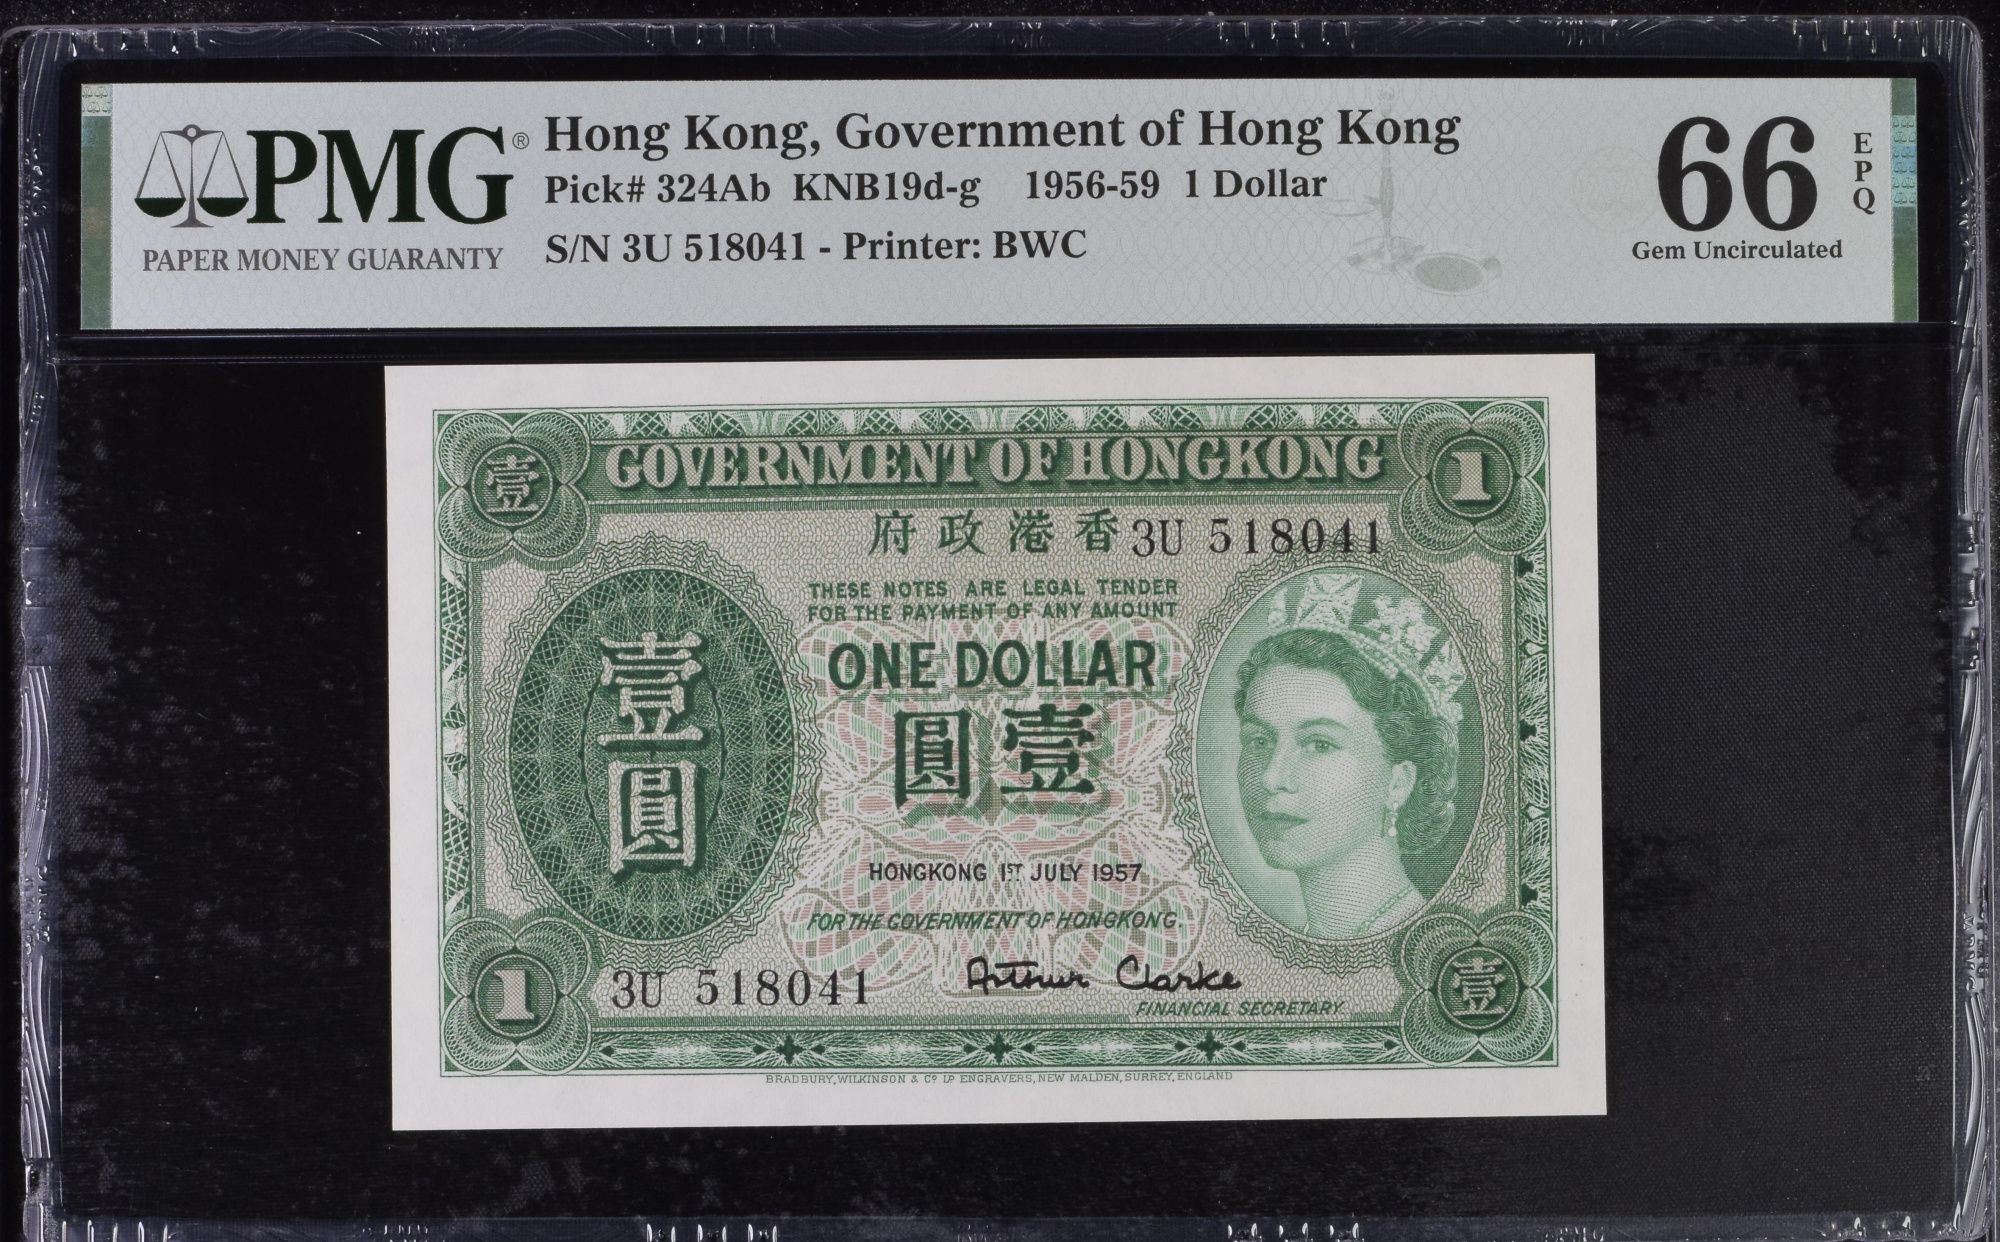 PMG®
PAPER MONEY GUARANTY
Hong Kong, Government of Hong Kong
Pick# 324Ab KNB19d-g 1956-59 1 Dollar
S/N 3U 518041 - Printer: BWC
66
EPQ
Gem Uncirculated
壹
GOVERNMENT OF HONGKONG
1
府政港香
3U 518041
THESE NOTES ARE LEGAL TENDER
FOR THE PAYMENT OF ANY AMOUNT
ONE DOLLAR
圓壹
壹圓
HONGKONG 1ST JULY 1957
FOR THE GOVERNMENT OF HONGKONG.
1
3U 518041
Arthur Clarke
FINANCIAL SECRETARY
壹
BRADBURY, WILKINSON & Cº Lᴅ ENGRAVERS, NEW MALDEN, SURREY, ENGLAND